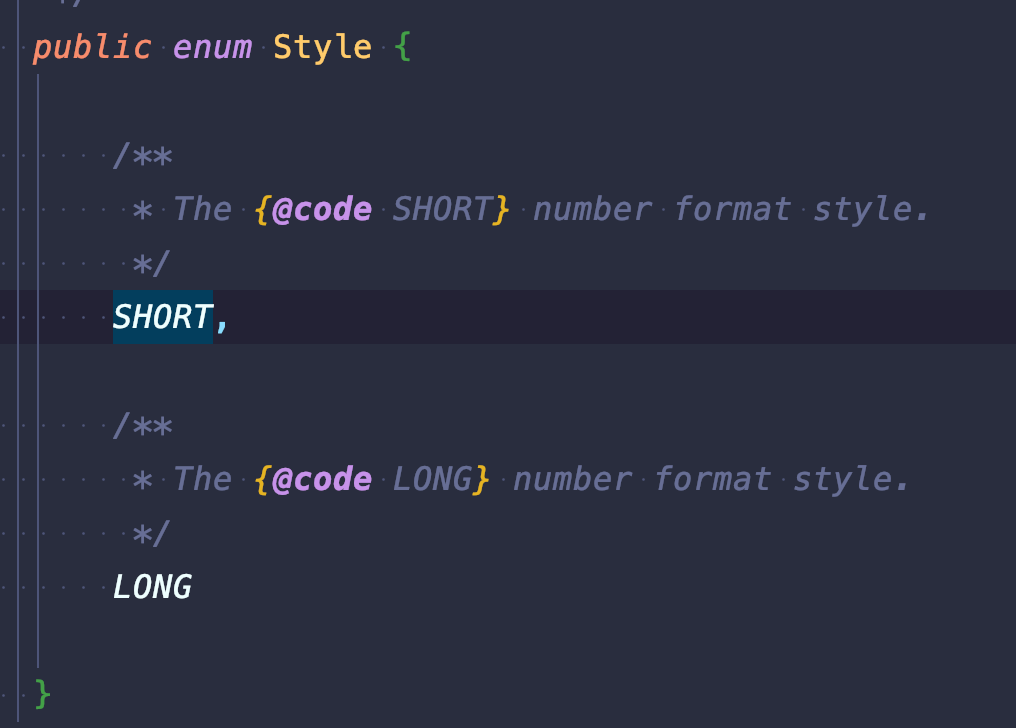 */
public enum Style {
/**
* The {@code SHORT} number format style.
*/
SHORT,
/**
* The {@code LONG} number format style.
*/
LONG
}